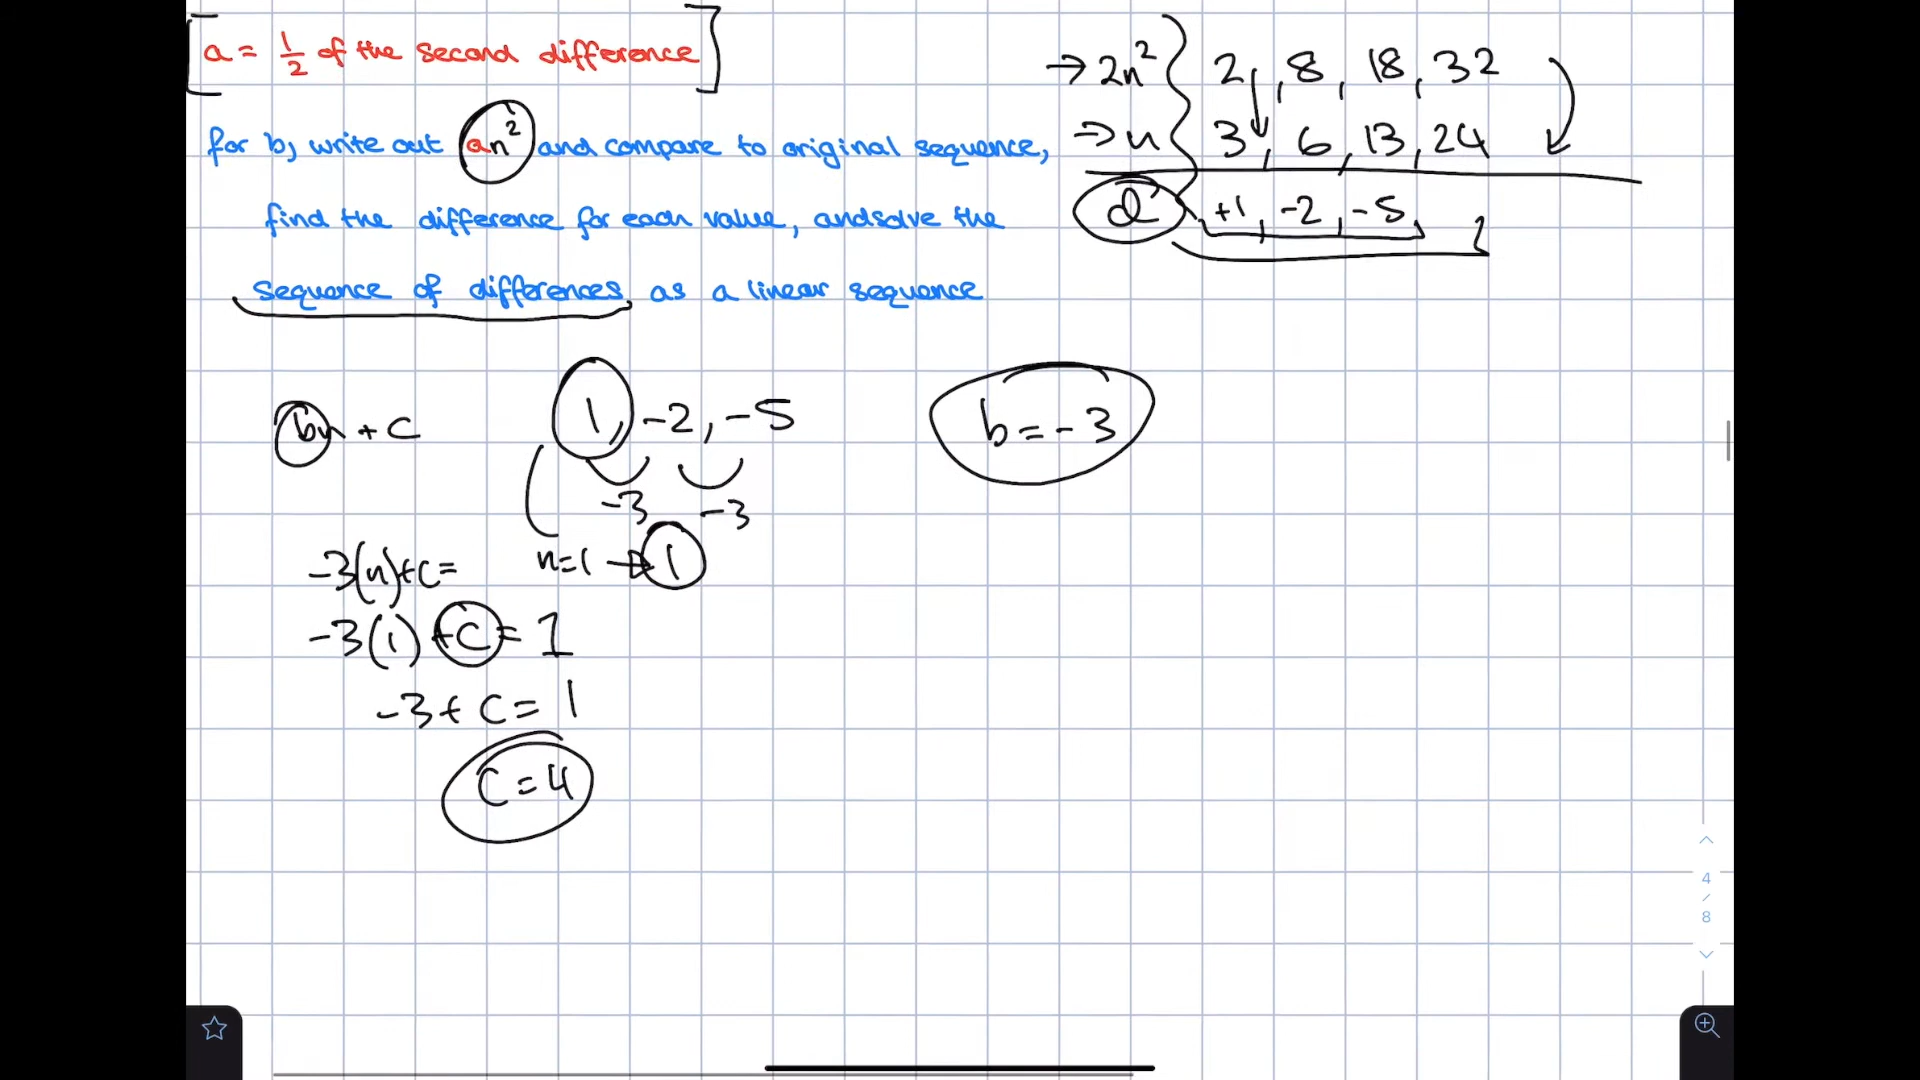 a = 1/2 of the second difference
for b, write out an² and compare to original sequence,
find the difference for each value, andsolve the
sequence of differences, as a linear sequence
→ 2n² 2, 8, 18, 32
→ n 3, 6, 13, 24
d +1, -2, -5
bn + c
1, -2, -5
-3 -3
b = -3
n=1 → 1
-3(n)+c=
-3(1)+c = 1
-3+c = 1
c = 4
4
/
8